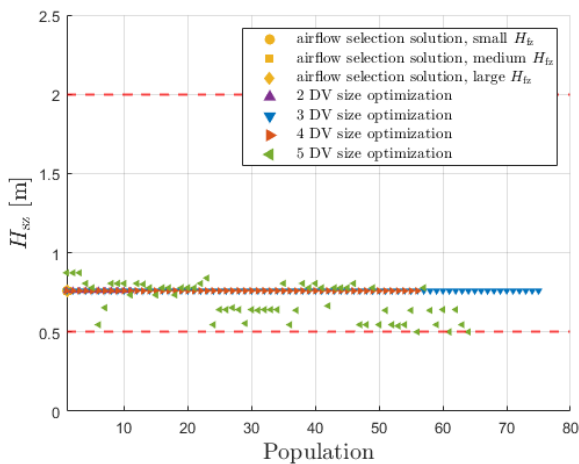 2.5
2
1.5
1
0.5
0
H_sz [m]
airflow selection solution, small H_fz
airflow selection solution, medium H_fz
airflow selection solution, large H_fz
2 DV size optimization
3 DV size optimization
4 DV size optimization
5 DV size optimization
10 20 30 40 50 60 70 80
Population